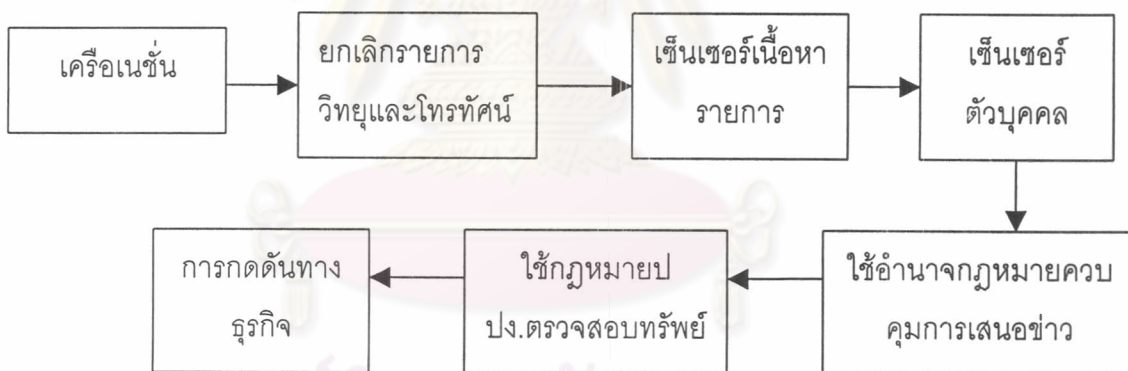 เครือเนชั่น
ยกเลิกรายการ
วิทยุและโทรทัศน์
เซ็นเซอร์เนื้อหา
รายการ
เซ็นเซอร์
ตัวบุคคล
ใช้อำนาจกฎหมายควบ
คุมการเสนอข่าว
ใช้กฎหมายป
ปง.ตรวจสอบทรัพย์
การกดดันทาง
ธุรกิจ